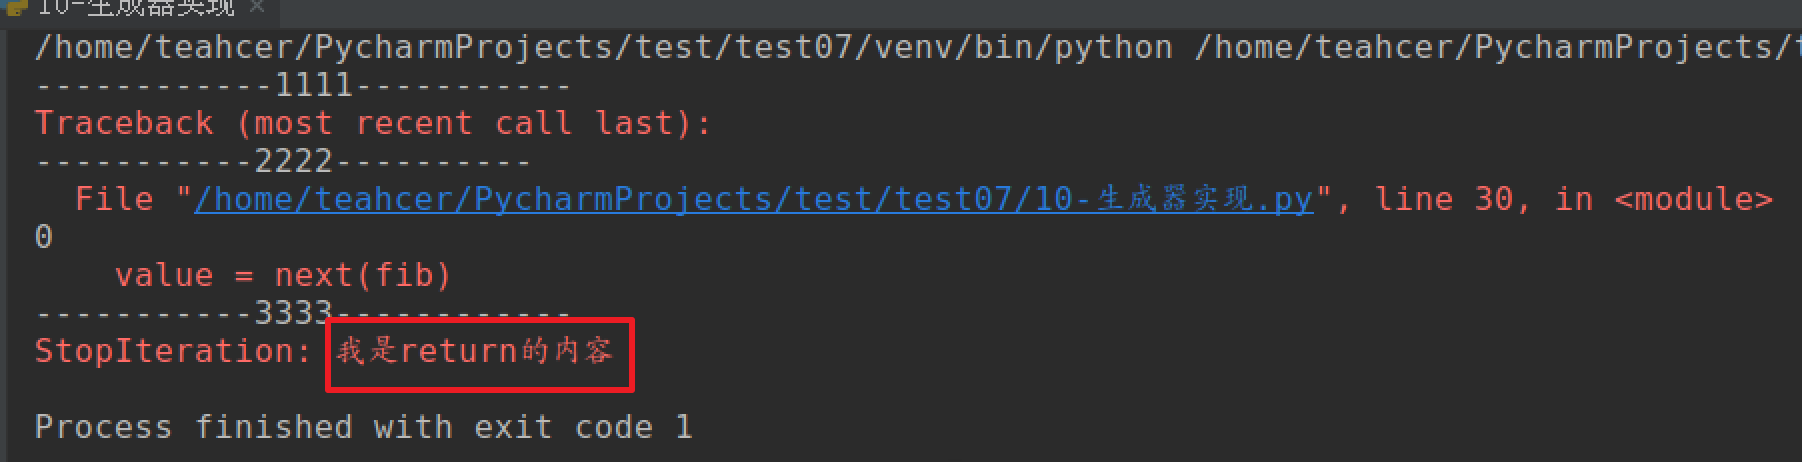 10-生成器实现 ×
/home/teahcer/PycharmProjects/test/test07/venv/bin/python /home/teahcer/PycharmProjects/
------------1111-----------
Traceback (most recent call last):
-----------2222----------
  File "/home/teahcer/PycharmProjects/test/test07/10-生成器实现.py", line 30, in <module>
0
    value = next(fib)
-----------3333------------
StopIteration: 我是return的内容
Process finished with exit code 1